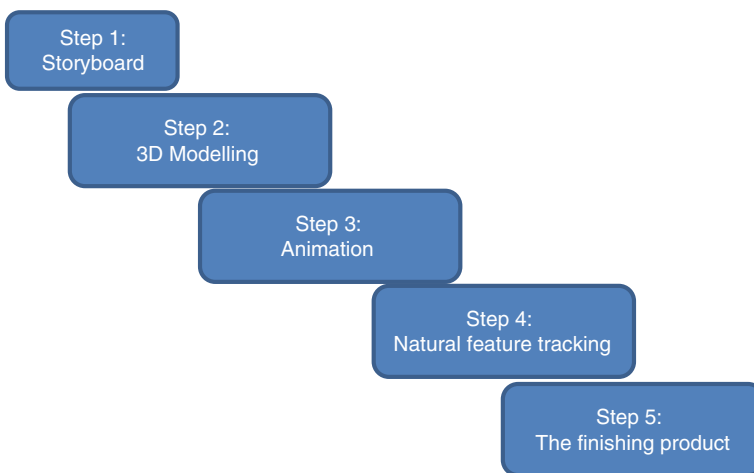 Step 1:
Storyboard
Step 2:
3D Modelling
Step 3:
Animation
Step 4:
Natural feature tracking
Step 5:
The finishing product